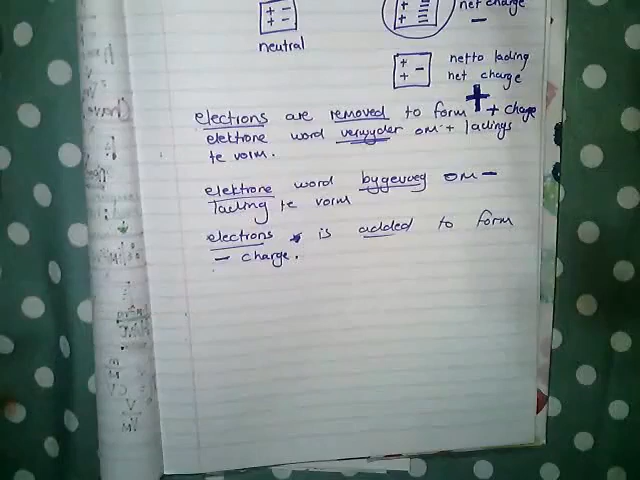 net charge
−
neutral
netto lading
net charge
+
electrons are removed to form + charge
elektrone word verwyder om + ladings
te vorm.
elektrone word bygevoeg om −
lading te vorm
electrons is added to form
− charge.